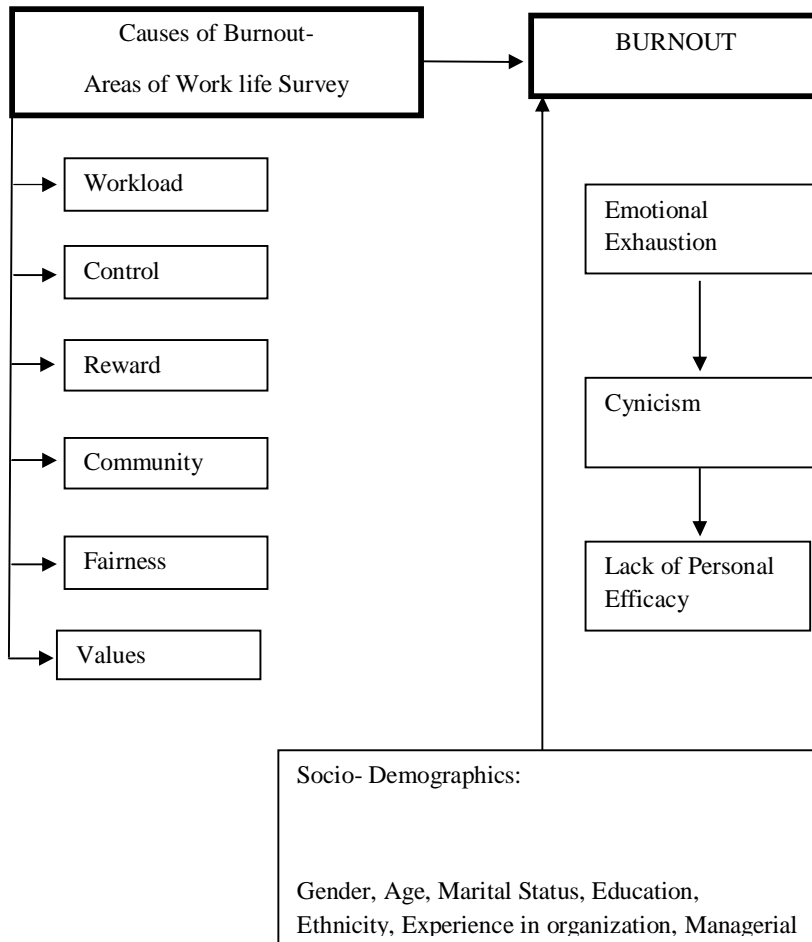 Causes of Burnout-
Areas of Work life Survey
BURNOUT
Workload
Control
Reward
Community
Fairness
Values
Emotional
Exhaustion
Cynicism
Lack of Personal
Efficacy
Socio- Demographics:
Gender, Age, Marital Status, Education,
Ethnicity, Experience in organization, Managerial